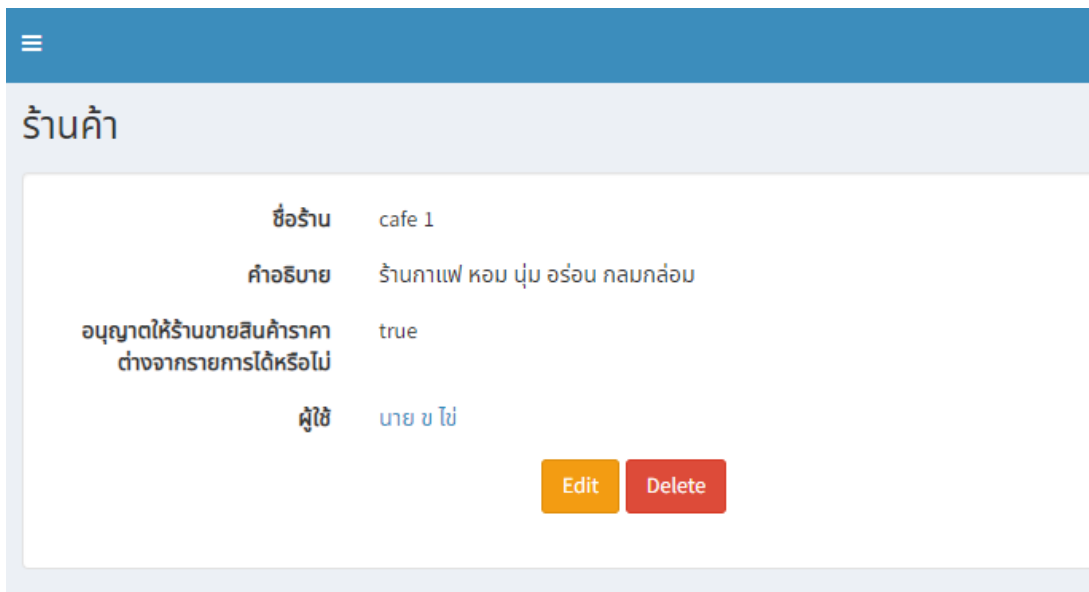 ร้านค้า
ชื่อร้าน cafe 1
คำอธิบาย ร้านกาแฟ หอม นุ่ม อร่อน กลมกล่อม
อนุญาตให้ร้านขายสินค้าราคา true
ต่างจากรายการได้หรือไม่
ผู้ใช้ นาย ข ไข่
Edit Delete